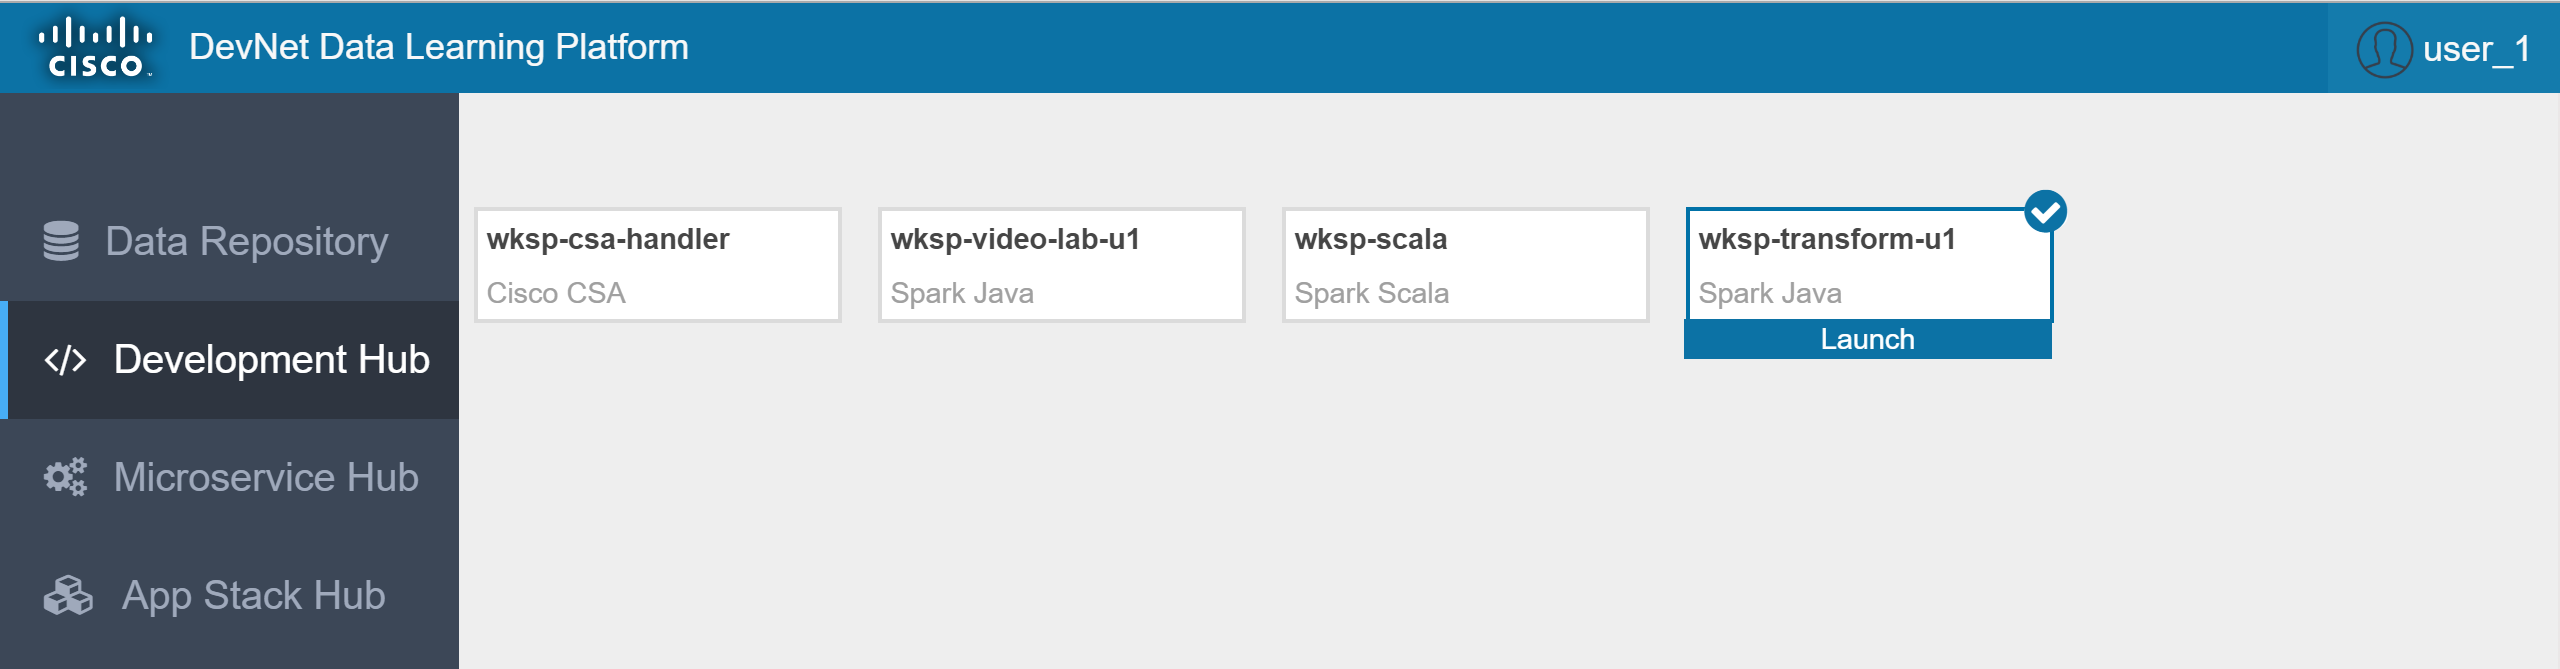 CISCO
DevNet Data Learning Platform
user_1
Data Repository
</> Development Hub
Microservice Hub
App Stack Hub
wksp-csa-handler
Cisco CSA
wksp-video-lab-u1
Spark Java
wksp-scala
Spark Scala
wksp-transform-u1
Spark Java
Launch